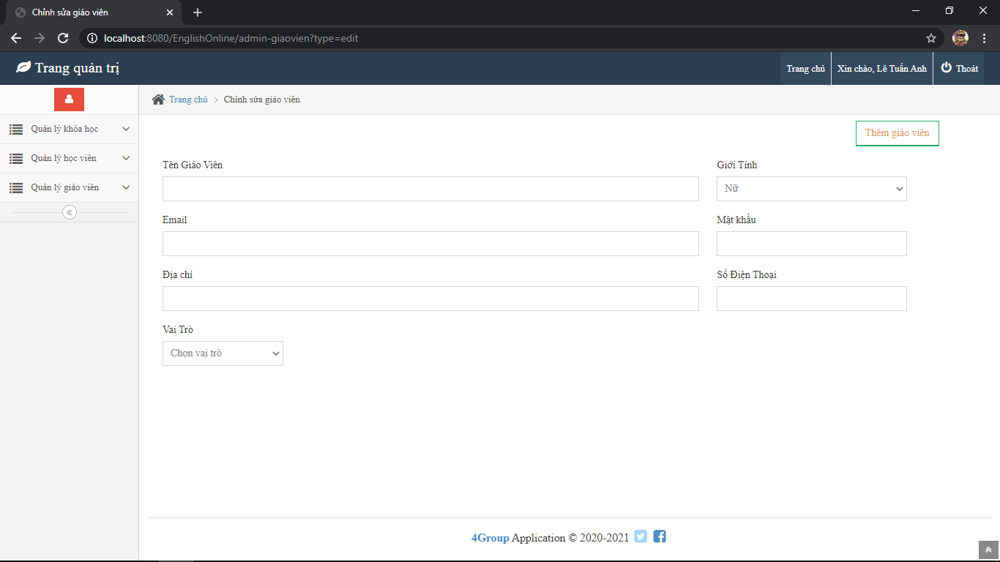 Chỉnh sửa giáo viên
localhost:8080/EnglishOnline/admin-giaovien?type=edit
Trang quản trị
Trang chủ
Xin chào, Lê Tuấn Anh
Thoát
Trang chủ
Chỉnh sửa giáo viên
Quản lý khóa học
Quản lý học viên
Quản lý giáo viên
Thêm giáo viên
Tên Giáo Viên
Giới Tính
Nữ
Email
Mật khẩu
Địa chỉ
Số Điện Thoại
Vai Trò
Chọn vai trò
4Group Application © 2020-2021